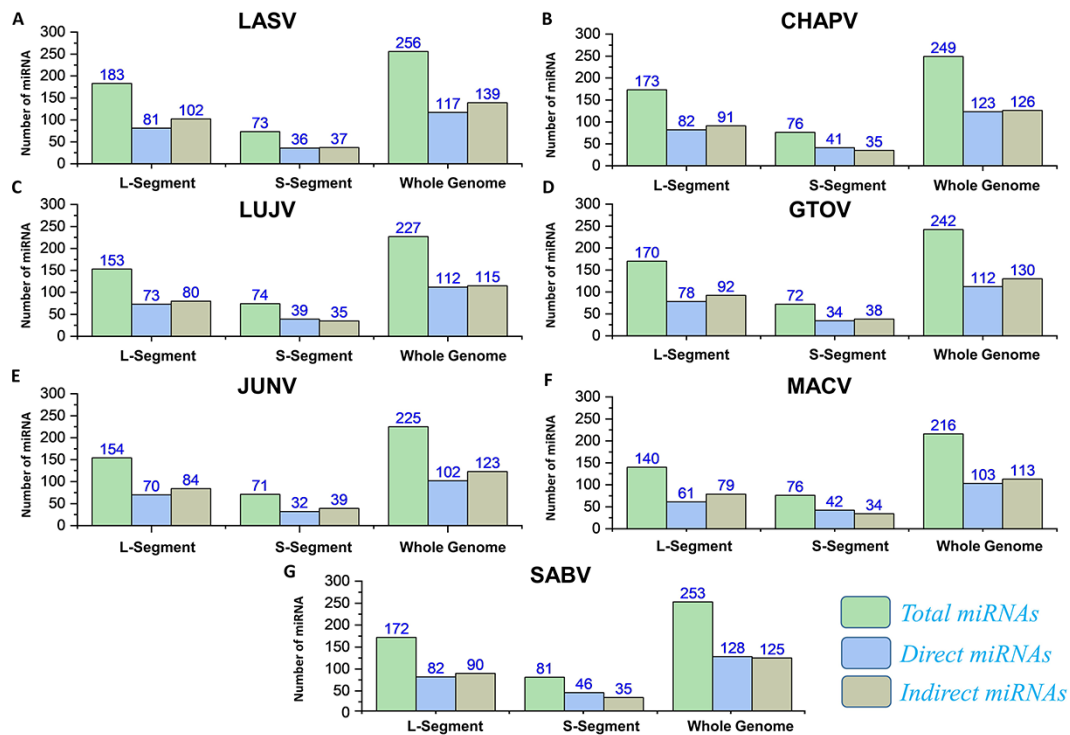 A
LASV
Number of miRNA
300
250
200
150
100
50
0
183
81
102
73
36
37
256
117
139
L-Segment
S-Segment
Whole Genome
B
CHAPV
Number of miRNA
300
250
200
150
100
50
0
173
82
91
76
41
35
249
123
126
L-Segment
S-Segment
Whole Genome
C
LUJV
Number of miRNA
300
250
200
150
100
50
0
153
73
80
74
39
35
227
112
115
L-Segment
S-Segment
Whole Genome
D
GTOV
Number of miRNA
300
250
200
150
100
50
0
170
78
92
72
34
38
242
112
130
L-Segment
S-Segment
Whole Genome
E
JUNV
Number of miRNA
300
250
200
150
100
50
0
154
70
84
71
32
39
225
102
123
L-Segment
S-Segment
Whole Genome
F
MACV
Number of miRNA
300
250
200
150
100
50
0
140
61
79
76
42
34
216
103
113
L-Segment
S-Segment
Whole Genome
G
SABV
Number of miRNA
300
250
200
150
100
50
0
172
82
90
81
46
35
253
128
125
L-Segment
S-Segment
Whole Genome
Total miRNAs
Direct miRNAs
Indirect miRNAs